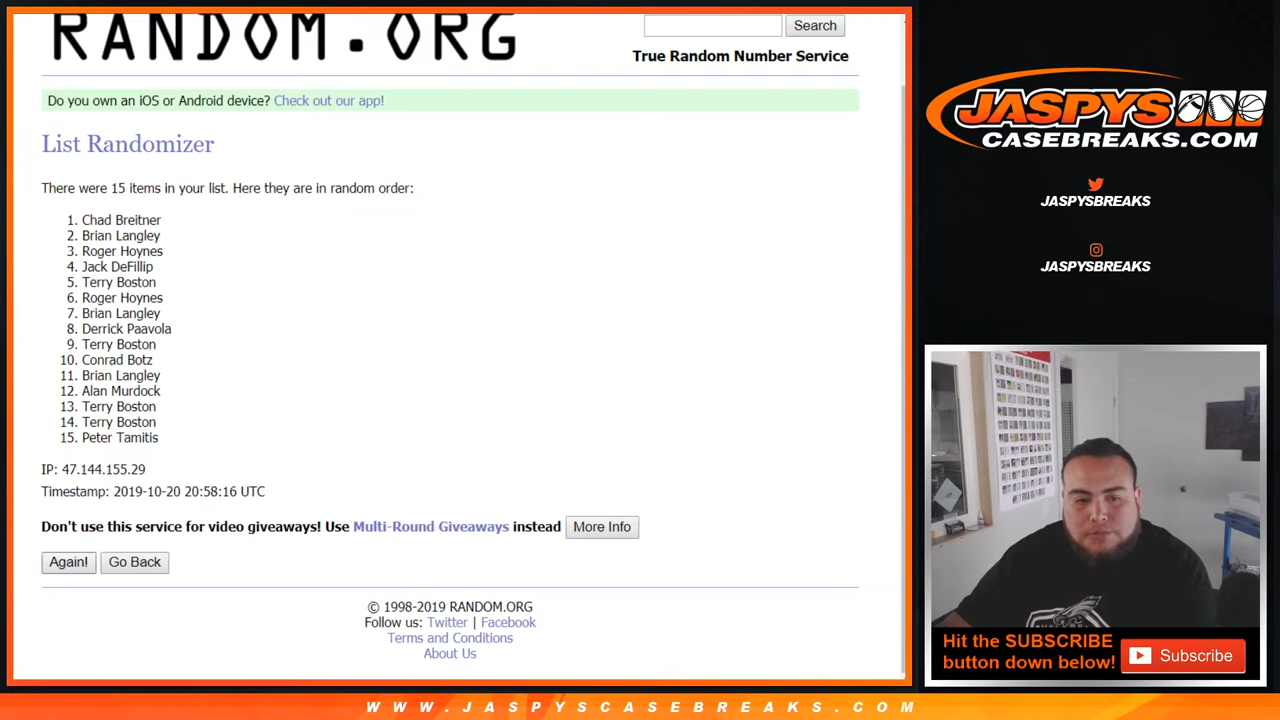 RANDOM.ORG
Search
True Random Number Service
Do you own an iOS or Android device? Check out our app!
List Randomizer
There were 15 items in your list. Here they are in random order:
1. Chad Breitner
2. Brian Langley
3. Roger Hoynes
4. Jack DeFillip
5. Terry Boston
6. Roger Hoynes
7. Brian Langley
8. Derrick Paavola
9. Terry Boston
10. Conrad Botz
11. Brian Langley
12. Alan Murdock
13. Terry Boston
14. Terry Boston
15. Peter Tamitis
IP: 47.144.155.29
Timestamp: 2019-10-20 20:58:16 UTC
Don't use this service for video giveaways! Use Multi-Round Giveaways instead More Info
Again! Go Back
© 1998-2019 RANDOM.ORG
Follow us: Twitter | Facebook
Terms and Conditions
About Us
JASPYS
CASEBREAKS.COM
JASPYSBREAKS
JASPYSBREAKS
Hit the SUBSCRIBE
button down below!
Subscribe
WWW.JASPYSCASEBREAKS.COM